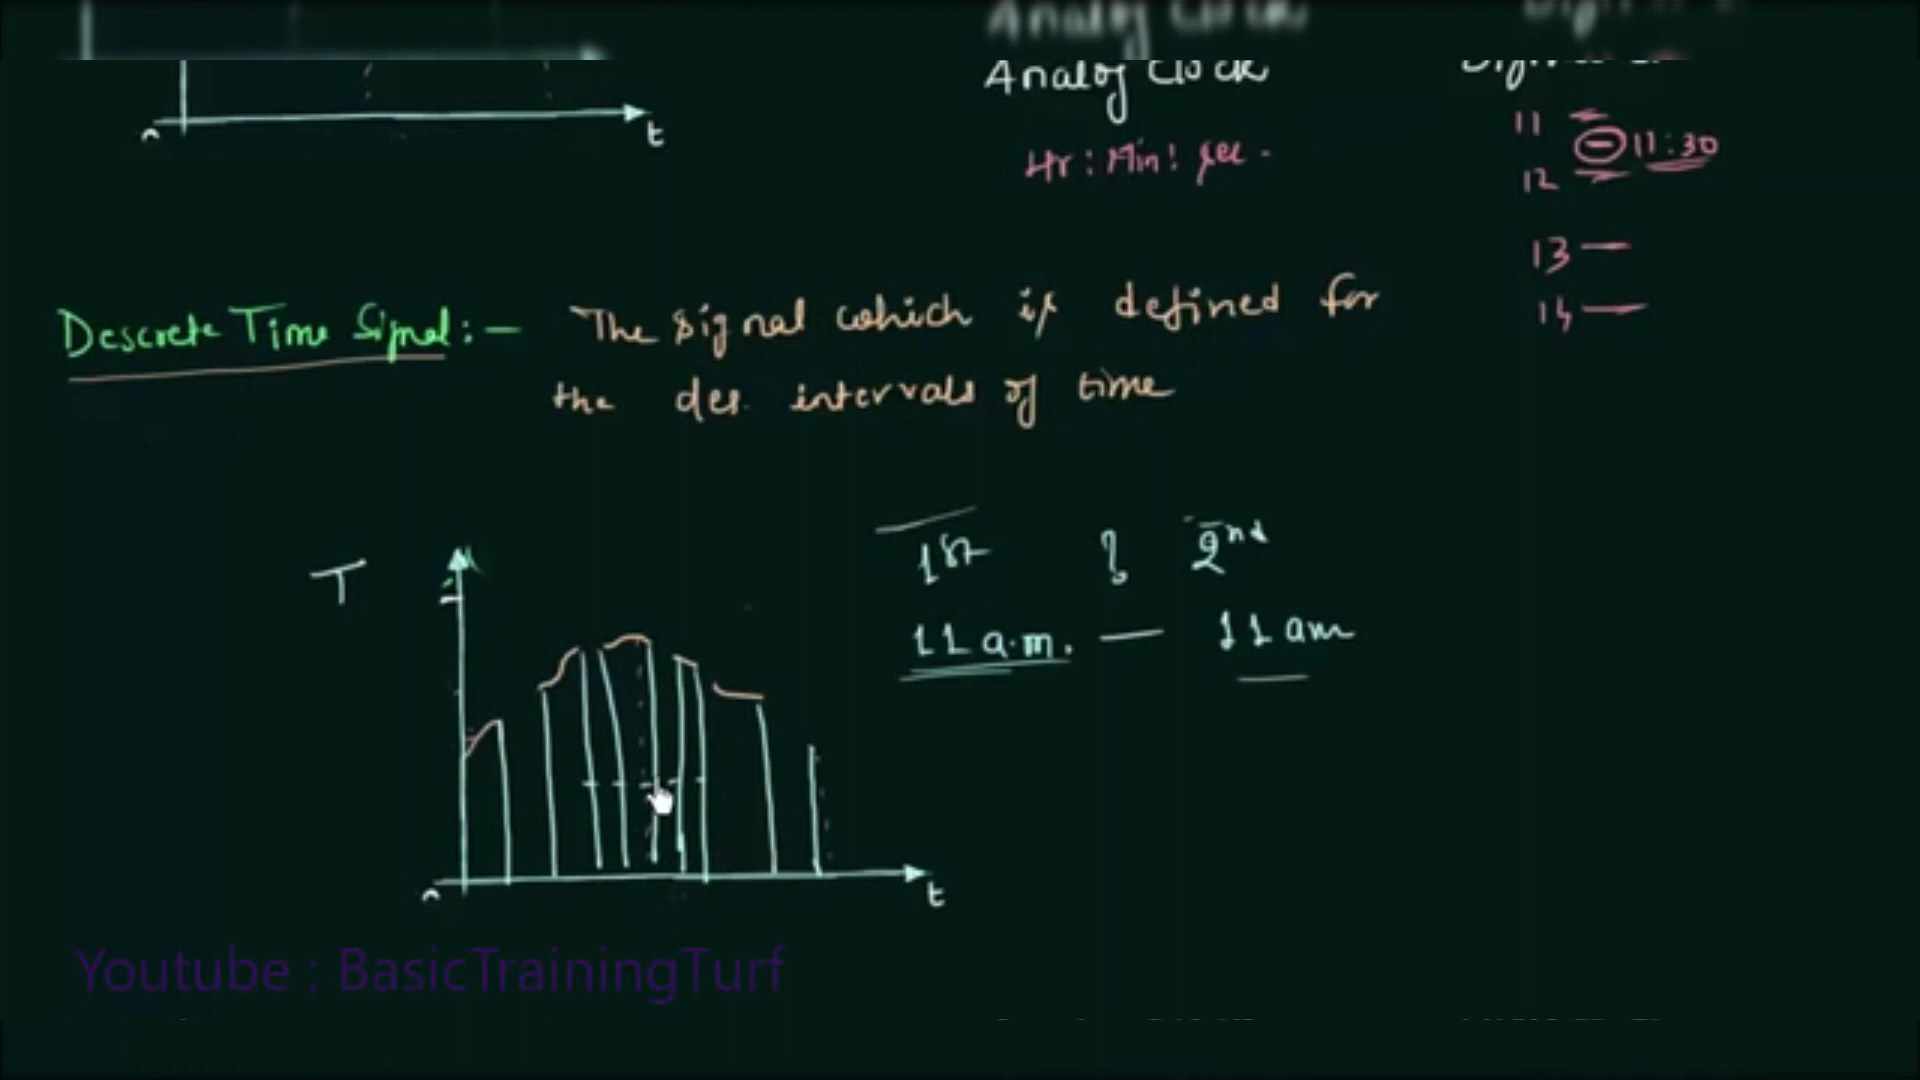 Analog Clock
t
Hr : Min : sec.
11
11:30
12
13
14
Descrete Time Signal :- The signal which is defined for
the des. intervals of time
T
1st ? 2nd
11 a.m. — 11 am
t
Youtube : BasicTrainingTurf